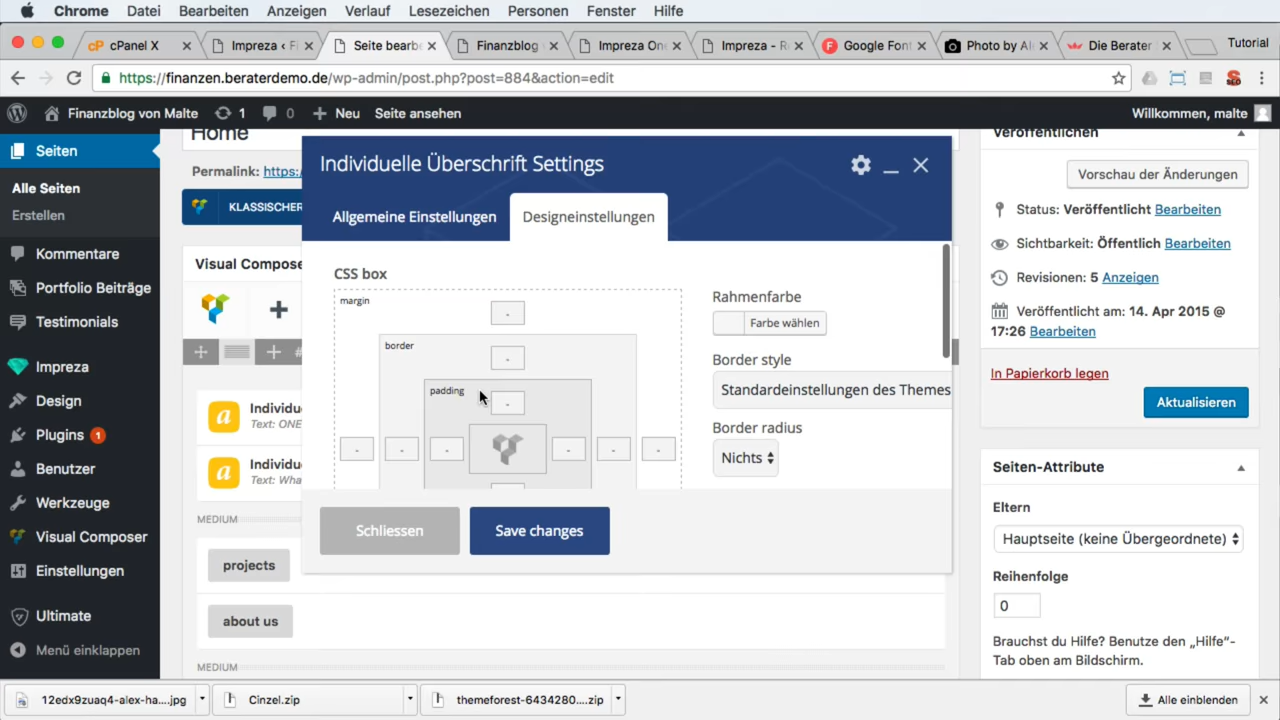 Chrome Datei Bearbeiten Anzeigen Verlauf Lesezeichen Personen Fenster Hilfe
cPanel X Impreza ‹ Fi Seite bearbe Finanzblog v Impreza One Impreza - Re Google Font Photo by Ale Die Berater Tutorial
https://finanzen.beraterdemo.de/wp-admin/post.php?post=884&action=edit
Finanzblog von Malte 1 0 Neu Seite ansehen Willkommen, malte
Seiten
Alle Seiten
Erstellen
Kommentare
Portfolio Beiträge
Testimonials
Impreza
Design
Plugins 1
Benutzer
Werkzeuge
Visual Composer
Einstellungen
Ultimate
Menü einklappen
Home
Permalink: https:/
KLASSISCHER
Visual Compose
Individu
Text: ONE
Individu
Text: Wha
MEDIUM
projects
about us
MEDIUM
Individuelle Überschrift Settings
Allgemeine Einstellungen Designeinstellungen
CSS box
margin
-
border
-
padding
-
- - - - - -
Rahmenfarbe
Farbe wählen
Border style
Standardeinstellungen des Themes
Border radius
Nichts
Schliessen Save changes
Veröffentlichen
Vorschau der Änderungen
Status: Veröffentlicht Bearbeiten
Sichtbarkeit: Öffentlich Bearbeiten
Revisionen: 5 Anzeigen
Veröffentlicht am: 14. Apr 2015 @
17:26 Bearbeiten
In Papierkorb legen
Aktualisieren
Seiten-Attribute
Eltern
Hauptseite (keine Übergeordnete)
Reihenfolge
0
Brauchst du Hilfe? Benutze den „Hilfe“-
Tab oben am Bildschirm.
12edx9zuaq4-alex-ha....jpg Cinzel.zip themeforest-6434280....zip Alle einblenden